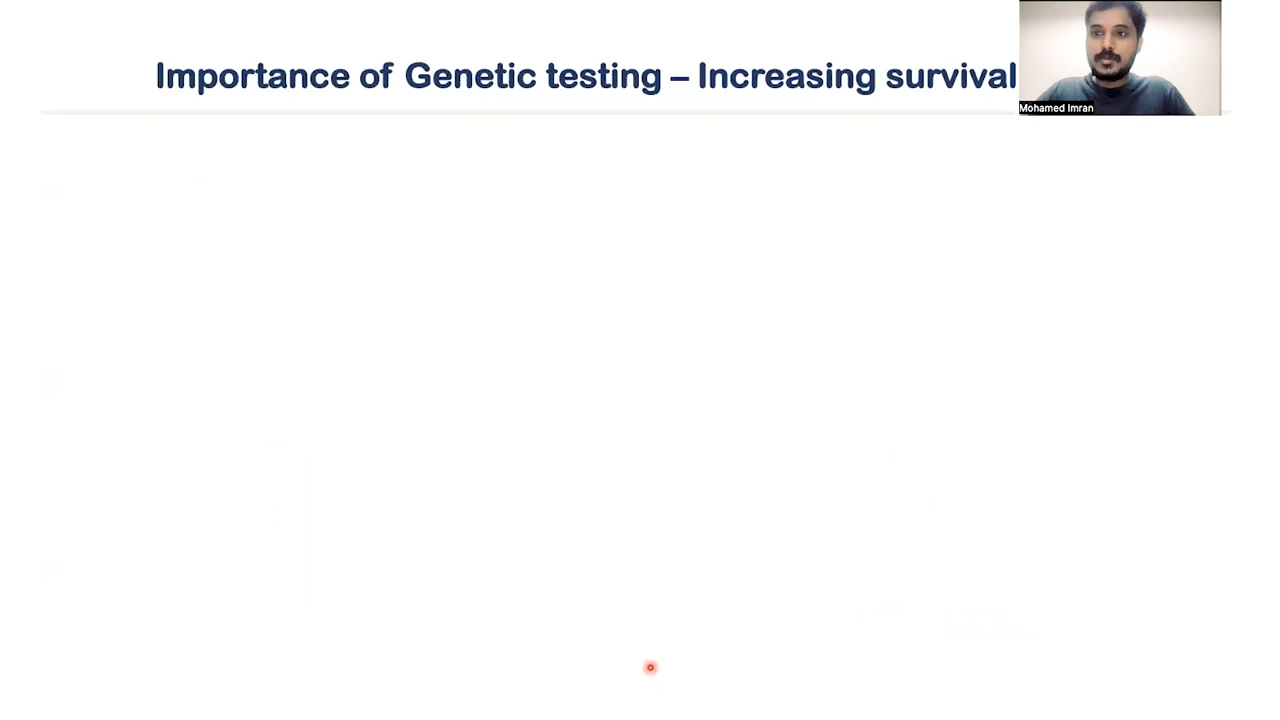 Importance of Genetic testing – Increasing survival
Mohamed Imran